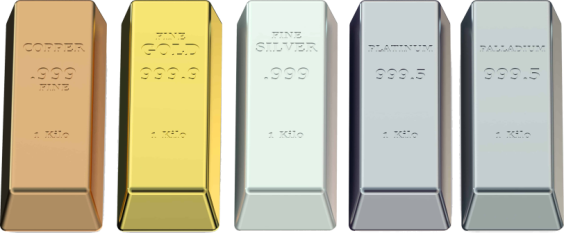 COPPER
.999
FINE
1 Kilo
FINE
GOLD
999.9
1 Kilo
FINE
SILVER
.999
1 Kilo
PLATINUM
999.5
1 Kilo
PALLADIUM
999.5
1 Kilo